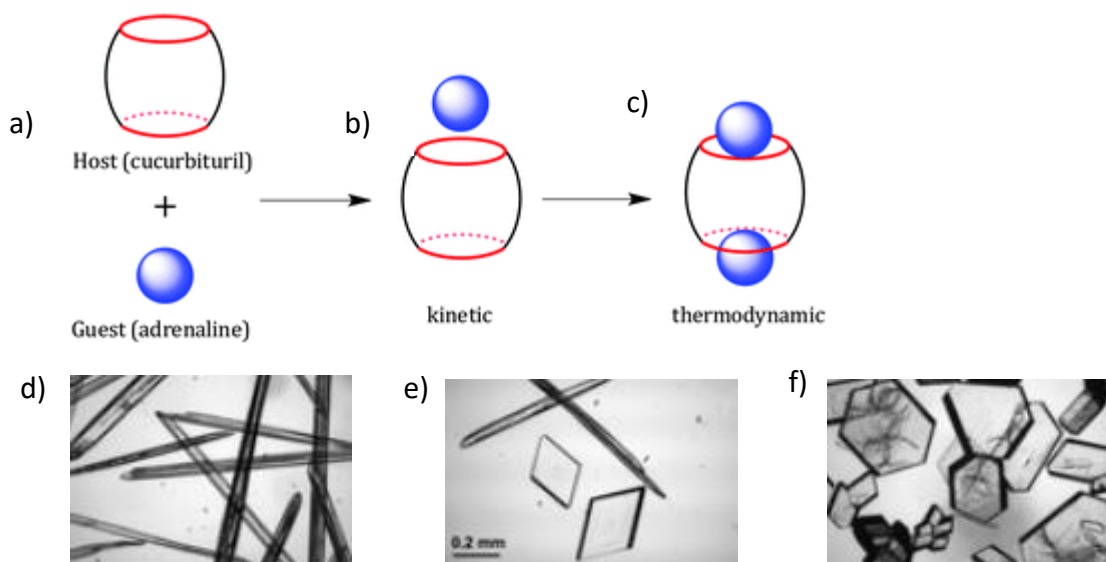 a)
Host (cucurbituril)
+
Guest (adrenaline)
b)
kinetic
c)
thermodynamic
d)
e)
0.2 mm
f)